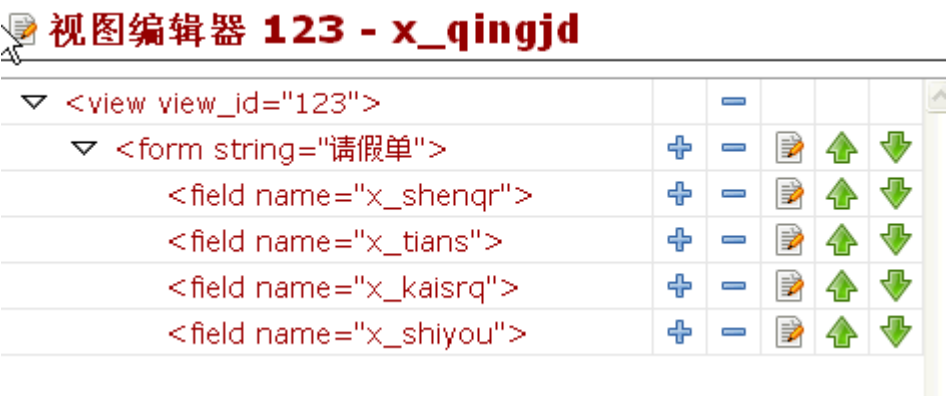 视图编辑器 123 - x_qingjd
<view view_id="123">
<form string="请假单">
<field name="x_shenqr">
<field name="x_tians">
<field name="x_kaisrq">
<field name="x_shiyou">